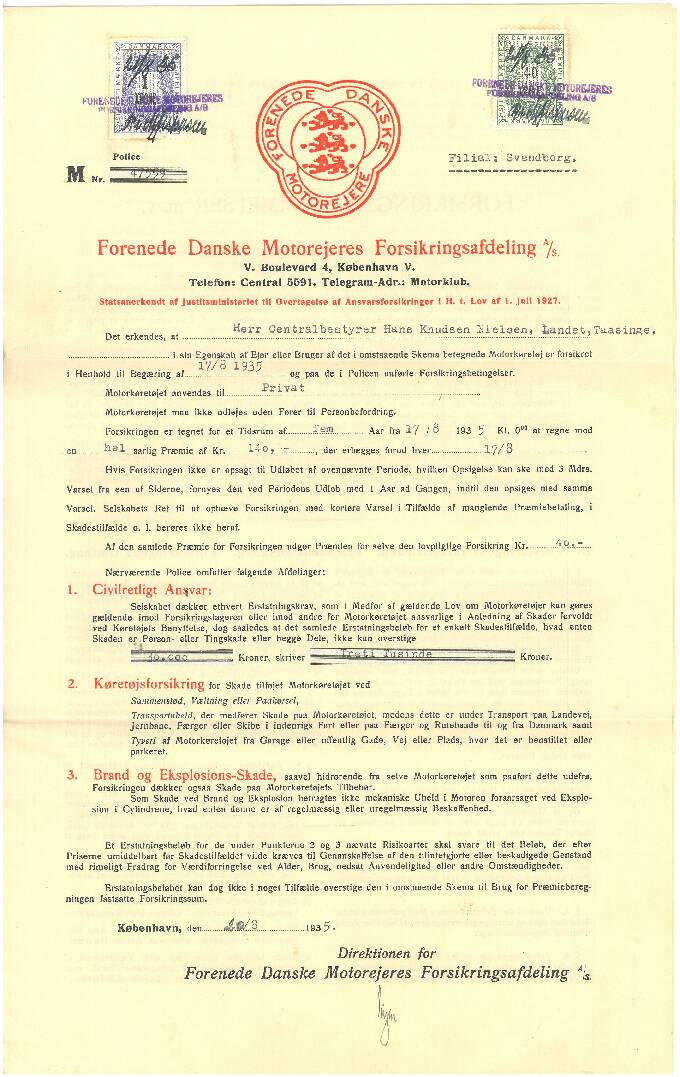 DANMARK
1
KRONE
FORENEDE DANSKE MOTOREJERES
FORSIKRINGSAFDELING A/S
DANMARK
40
FORENEDE DANSKE MOTOREJERES
FORSIKRINGSAFDELING A/S
FORENEDE DANSKE MOTOREJERE
Police
M Nr. 47559
Filial: Svendborg.
Forenede Danske Motorejeres Forsikringsafdeling A/S.
V. Boulevard 4, København V.
Telefon: Central 5591. Telegram-Adr.: Motorklub.
Statsanerkendt af Justitsministeriet til Overtagelse af Ansvarsforsikringer i H. t. Lov af 1. Juli 1927.
Det erkendes, at Herr Centralbestyrer Hans Knudsen Nielsen, Landet, Taasinge,
i sin Egenskab af Ejer eller Bruger af det i omstaaende Skema betegnede Motorkøretøj er forsikret
i Henhold til Begæring af 17/8 1935 og paa de i Policen anførte Forsikringsbetingelser.
Motorkøretøjet anvendes til Privat
Motorkøretøjet maa ikke udlejes uden Fører til Personbefordring.
Forsikringen er tegnet for et Tidsrum af fem Aar fra 17/8 1935 Kl. 0⁰¹ at regne mod
en hel aarlig Præmie af Kr. 140,- , der erlægges forud hver 17/8
Hvis Forsikringen ikke er opsagt til Udløbet af ovennævnte Periode, hvilken Opsigelse kan ske med 3 Mdrs.
Varsel fra een af Siderne, fornyes den ved Periodens Udløb med 1 Aar ad Gangen, indtil den opsiges med samme
Varsel. Selskabets Ret til at ophæve Forsikringen med kortere Varsel i Tilfælde af manglende Præmiebetaling, i
Skadestilfælde o. l. berøres ikke heraf.
Af den samlede Præmie for Forsikringen udgør Præmien for selve den lovpligtige Forsikring Kr. 40.-
Nærværende Police omfatter følgende Afdelinger:
1. Civilretligt Ansvar:
Selskabet dækker ethvert Erstatningskrav, som i Medfør af gældende Lov om Motorkøretøjer kan gøres
gældende imod Forsikringstageren eller imod andre for Motorkøretøjet ansvarlige i Anledning af Skader forvoldt
ved Køretøjets Benyttelse, dog saaledes at det samlede Erstatningsbeløb for et enkelt Skadestilfælde, hvad enten
Skaden er Person- eller Tingskade eller begge Dele, ikke kan overstige
30.000 Kroner, skriver Treti Tusinde Kroner.
2. Køretøjsforsikring for Skade tilføjet Motorkøretøjet ved
Sammenstød, Væltning eller Paakørsel,
Transportuheld, der medfører Skade paa Motorkøretøjet, medens dette er under Transport paa Landevej,
Jernbane, Færger eller Skibe i indenrigs Fart eller paa Færger og Rutebaade til og fra Danmark samt
Tyveri af Motorkøretøjet fra Garage eller offentlig Gade, Vej eller Plads, hvor det er henstillet eller
parkeret.
3. Brand og Eksplosions-Skade, saavel hidrørende fra selve Motorkøretøjet som paaført dette udefra.
Forsikringen dækker ogsaa Skade paa Motorkøretøjets Tilbehør.
Som Skade ved Brand og Eksplosion betragtes ikke mekaniske Uheld i Motoren foraarsaget ved Eksplo-
sion i Cylindrene, hvad enten denne er af regelmæssig eller uregelmæssig Beskaffenhed.
Et Erstatningsbeløb for de under Punkterne 2 og 3 nævnte Risikoarter skal svare til det Beløb, der efter
Priserne umiddelbart før Skadestilfældet vilde kræves til Genanskaffelse af den tilintetgjorte eller beskadigede Genstand
med rimeligt Fradrag for Værdiforringelse ved Alder, Brug, nedsat Anvendelighed eller andre Omstændigheder.
Erstatningsbeløbet kan dog ikke i noget Tilfælde overstige den i omstaaende Skema til Brug for Præmiebereg-
ningen fastsatte Forsikringssum.
København, den 20/8 1935.
Direktionen for
Forenede Danske Motorejeres Forsikringsafdeling A/S.